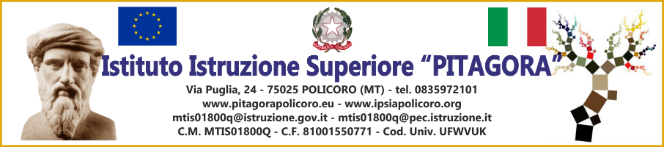 Istituto Istruzione Superiore “PITAGORA”
Via Puglia, 24 - 75025 POLICORO (MT) - tel. 0835972101
www.pitagorapolicoro.eu - www.ipsiapolicoro.org
mtis01800q@istruzione.gov.it - mtis01800q@pec.istruzione.it
C.M. MTIS01800Q - C.F. 81001550771 - Cod. Univ. UFWVUK